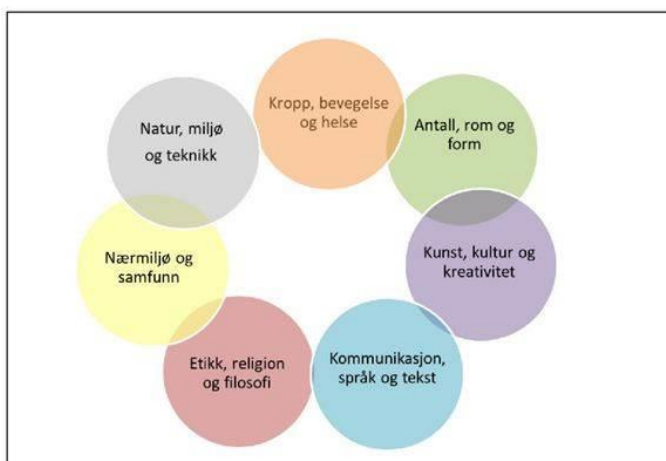 Kropp, bevegelse
og helse
Antall, rom og
form
Kunst, kultur og
kreativitet
Kommunikasjon,
språk og tekst
Etikk, religion
og filosofi
Nærmiljø og
samfunn
Natur, miljø
og teknikk